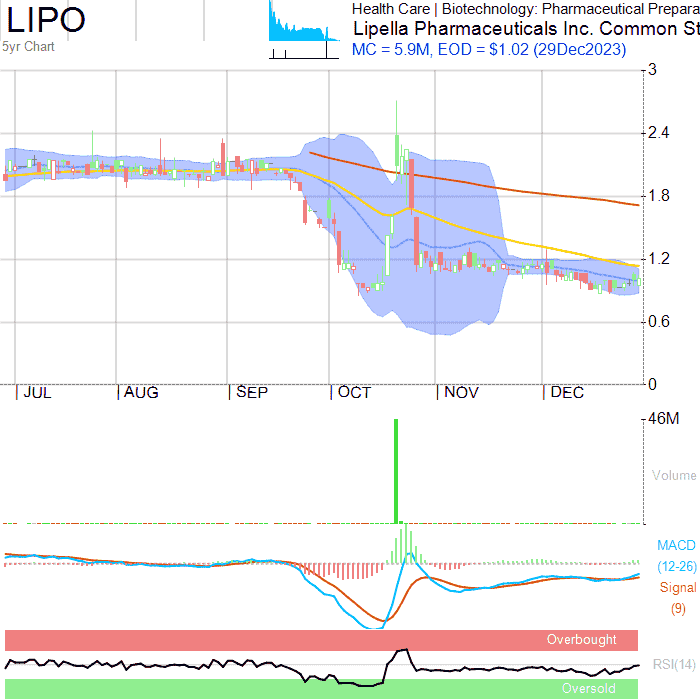 LIPO
5yr Chart
Health Care | Biotechnology: Pharmaceutical Prepara
Lipella Pharmaceuticals Inc. Common St
MC = 5.9M, EOD = $1.02 (29Dec2023)
3
2.4
1.8
1.2
0.6
0
JUL AUG SEP OCT NOV DEC
46M
Volume
MACD
(12-26)
Signal
(9)
Overbought
RSI(14)
Oversold